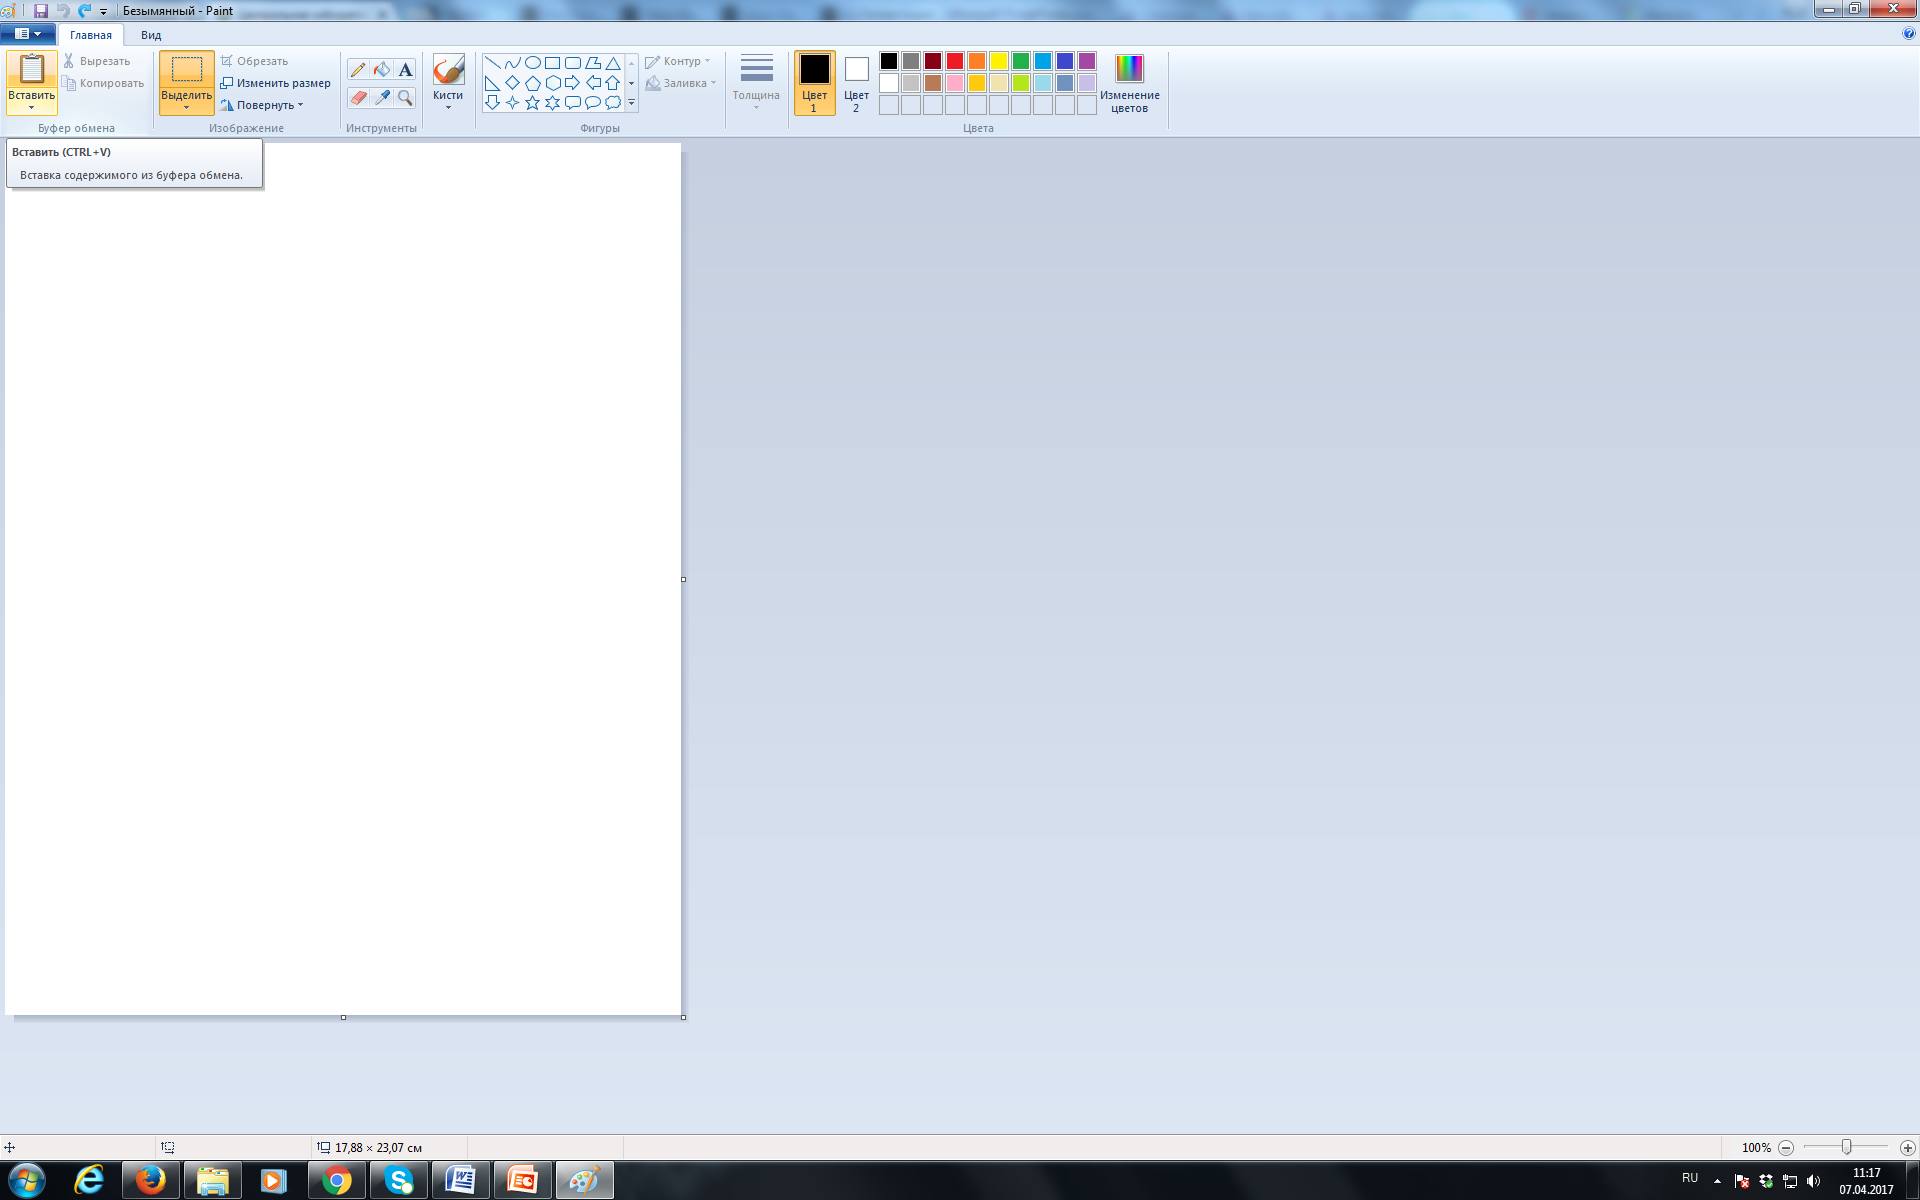 Безымянный - Paint
Главная Вид
Вставить
Вырезать
Копировать
Буфер обмена
Выделить
Обрезать
Изменить размер
Повернуть
Изображение
Инструменты
Кисти
Контур
Заливка
Фигуры
Толщина
Цвет
1
Цвет
2
Изменение
цветов
Цвета
Вставить (CTRL+V)
Вставка содержимого из буфера обмена.
17,88 × 23,07 см
100%
RU
11:17
07.04.2017